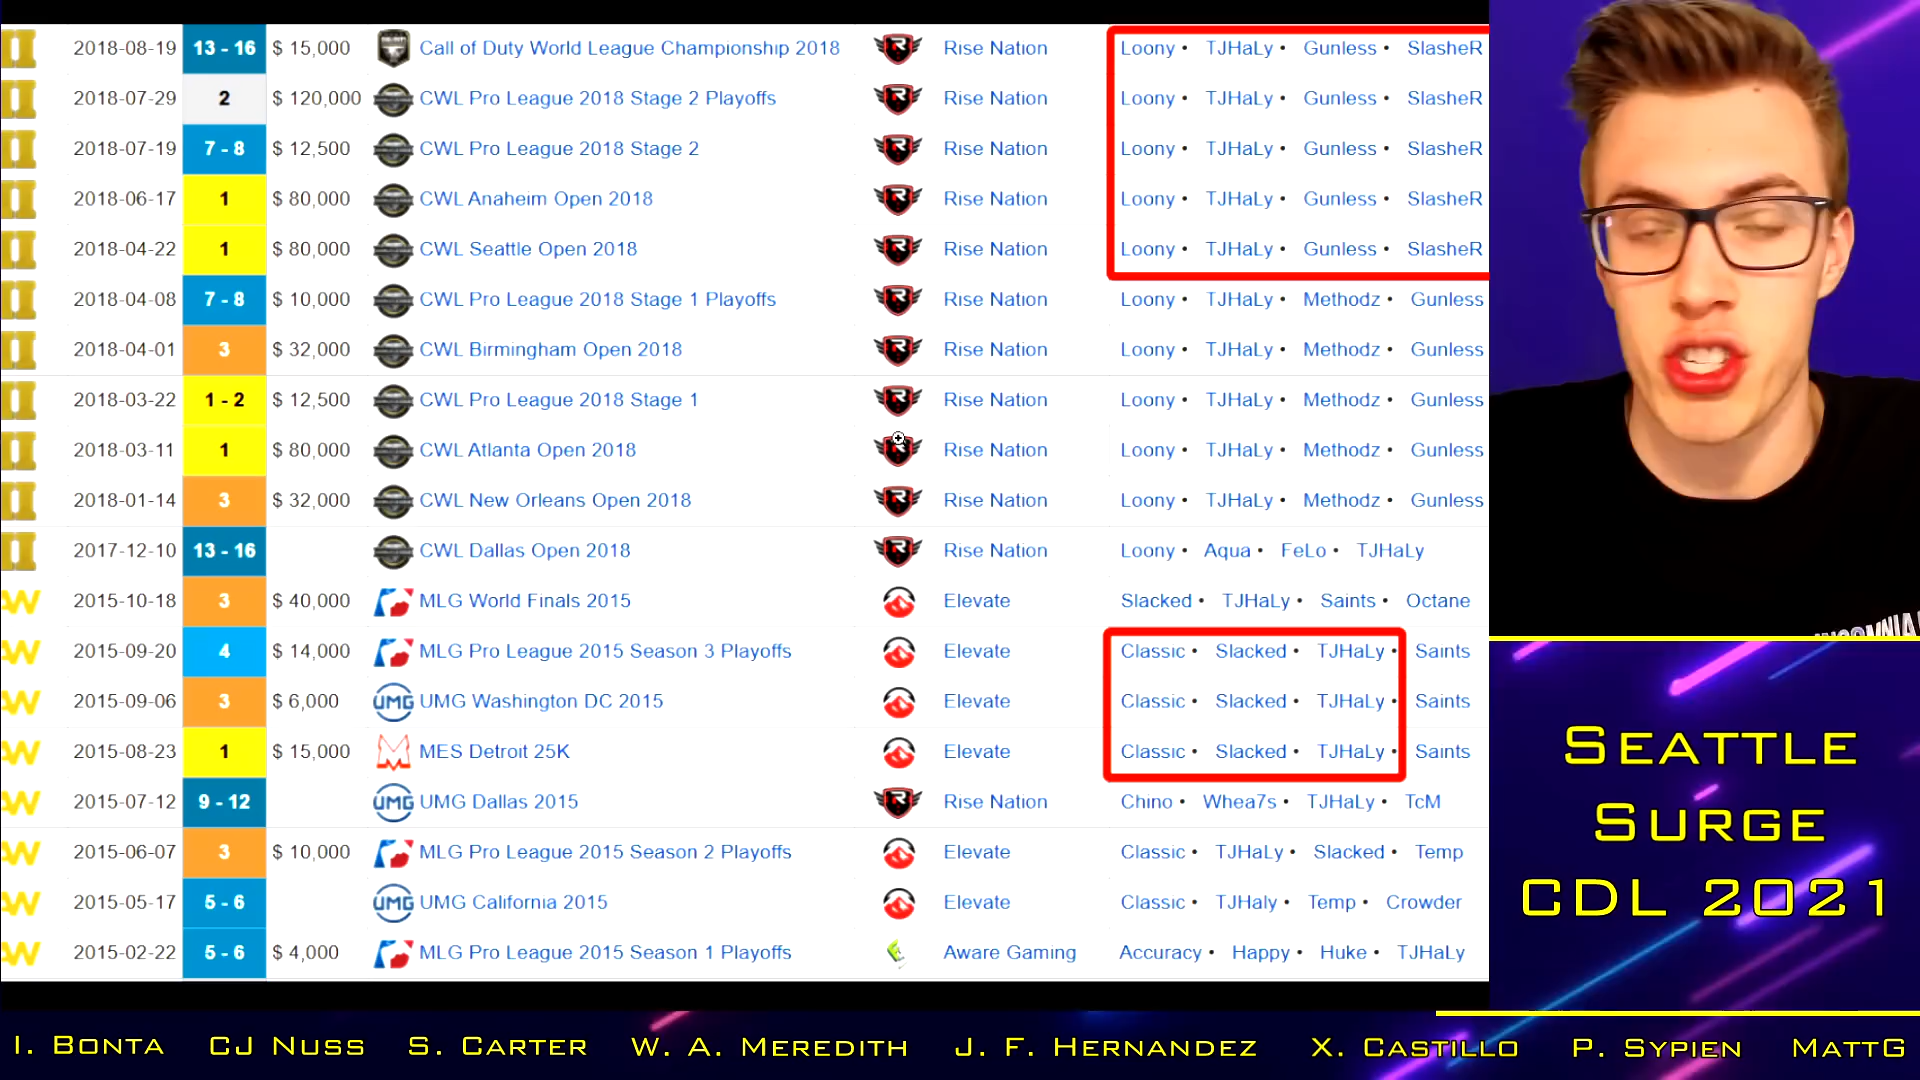 2018-08-19 13 - 16 $ 15,000 Call of Duty World League Championship 2018 Rise Nation Loony • TJHaLy • Gunless • SlasheR
2018-07-29 2 $ 120,000 CWL Pro League 2018 Stage 2 Playoffs Rise Nation Loony • TJHaLy • Gunless • SlasheR
2018-07-19 7 - 8 $ 12,500 CWL Pro League 2018 Stage 2 Rise Nation Loony • TJHaLy • Gunless • SlasheR
2018-06-17 1 $ 80,000 CWL Anaheim Open 2018 Rise Nation Loony • TJHaLy • Gunless • SlasheR
2018-04-22 1 $ 80,000 CWL Seattle Open 2018 Rise Nation Loony • TJHaLy • Gunless • SlasheR
2018-04-08 7 - 8 $ 10,000 CWL Pro League 2018 Stage 1 Playoffs Rise Nation Loony • TJHaLy • Methodz • Gunless
2018-04-01 3 $ 32,000 CWL Birmingham Open 2018 Rise Nation Loony • TJHaLy • Methodz • Gunless
2018-03-22 1 - 2 $ 12,500 CWL Pro League 2018 Stage 1 Rise Nation Loony • TJHaLy • Methodz • Gunless
2018-03-11 1 $ 80,000 CWL Atlanta Open 2018 Rise Nation Loony • TJHaLy • Methodz • Gunless
2018-01-14 3 $ 32,000 CWL New Orleans Open 2018 Rise Nation Loony • TJHaLy • Methodz • Gunless
2017-12-10 13 - 16 CWL Dallas Open 2018 Rise Nation Loony • Aqua • FeLo • TJHaLy
2015-10-18 3 $ 40,000 MLG World Finals 2015 Elevate Slacked • TJHaLy • Saints • Octane
2015-09-20 4 $ 14,000 MLG Pro League 2015 Season 3 Playoffs Elevate Classic • Slacked • TJHaLy • Saints
2015-09-06 3 $ 6,000 UMG UMG Washington DC 2015 Elevate Classic • Slacked • TJHaLy • Saints
2015-08-23 1 $ 15,000 MES Detroit 25K Elevate Classic • Slacked • TJHaLy • Saints
2015-07-12 9 - 12 UMG UMG Dallas 2015 Rise Nation Chino • Whea7s • TJHaLy • TcM
2015-06-07 3 $ 10,000 MLG Pro League 2015 Season 2 Playoffs Elevate Classic • TJHaLy • Slacked • Temp
2015-05-17 5 - 6 UMG UMG California 2015 Elevate Classic • TJHaly • Temp • Crowder
2015-02-22 5 - 6 $ 4,000 MLG Pro League 2015 Season 1 Playoffs Aware Gaming Accuracy • Happy • Huke • TJHaLy
INSOMNIA
SEATTLE
SURGE
CDL 2021
I. BONTA CJ NUSS S. CARTER W. A. MEREDITH J. F. HERNANDEZ X. CASTILLO P. SYPIEN MATTG